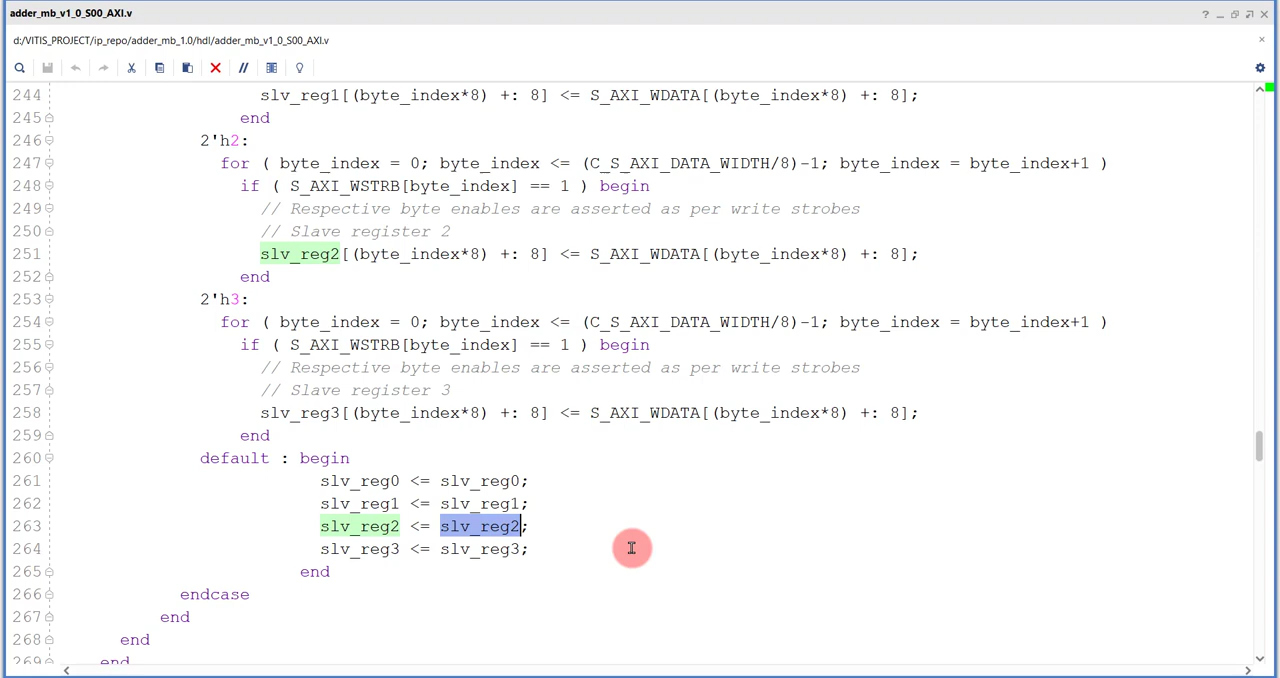 adder_mb_v1_0_S00_AXI.v
d:/VITIS_PROJECT/ip_repo/adder_mb_1.0/hdl/adder_mb_v1_0_S00_AXI.v
244 slv_reg1[(byte_index*8) +: 8] <= S_AXI_WDATA[(byte_index*8) +: 8];
245 end
246 2'h2:
247 for ( byte_index = 0; byte_index <= (C_S_AXI_DATA_WIDTH/8)-1; byte_index = byte_index+1 )
248 if ( S_AXI_WSTRB[byte_index] == 1 ) begin
249 // Respective byte enables are asserted as per write strobes
250 // Slave register 2
251 slv_reg2[(byte_index*8) +: 8] <= S_AXI_WDATA[(byte_index*8) +: 8];
252 end
253 2'h3:
254 for ( byte_index = 0; byte_index <= (C_S_AXI_DATA_WIDTH/8)-1; byte_index = byte_index+1 )
255 if ( S_AXI_WSTRB[byte_index] == 1 ) begin
256 // Respective byte enables are asserted as per write strobes
257 // Slave register 3
258 slv_reg3[(byte_index*8) +: 8] <= S_AXI_WDATA[(byte_index*8) +: 8];
259 end
260 default : begin
261 slv_reg0 <= slv_reg0;
262 slv_reg1 <= slv_reg1;
263 slv_reg2 <= slv_reg2;
264 slv_reg3 <= slv_reg3;
265 end
266 endcase
267 end
268 end
269 end